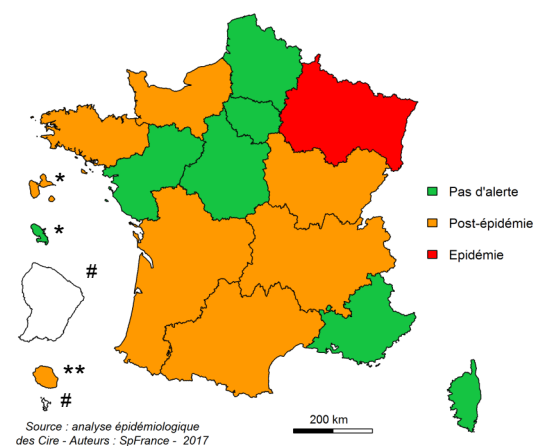 *
*
#
**
#
Pas d'alerte
Post-épidémie
Epidémie
200 km
Source : analyse épidémiologique
des Cire - Auteurs : SpFrance - 2017